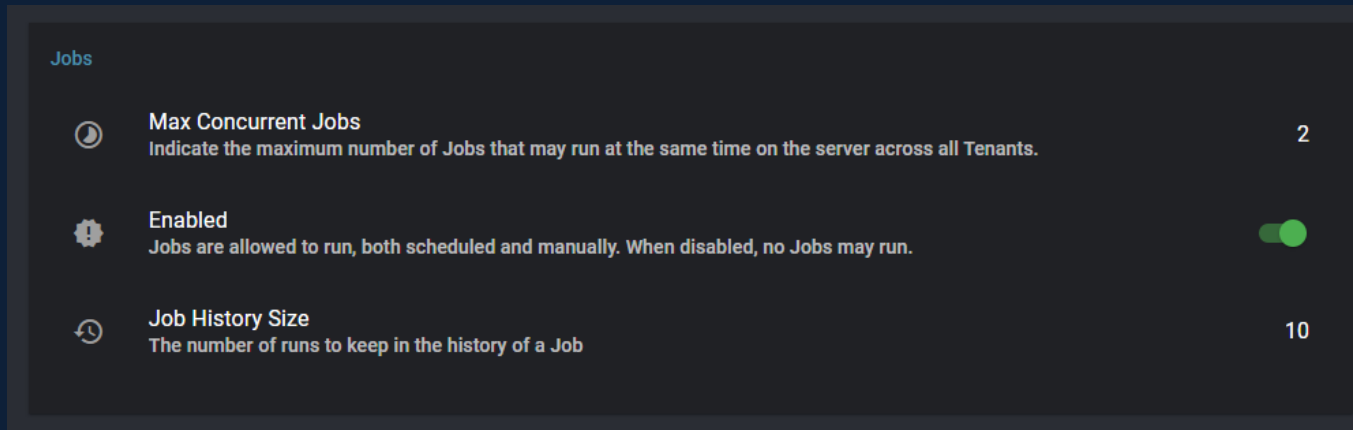 Jobs
Max Concurrent Jobs
Indicate the maximum number of Jobs that may run at the same time on the server across all Tenants.
2
Enabled
Jobs are allowed to run, both scheduled and manually. When disabled, no Jobs may run.
Job History Size
The number of runs to keep in the history of a Job
10